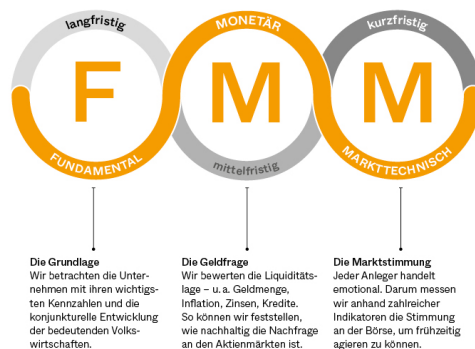 langfristig
F
FUNDAMENTAL
MONETÄR
M
mittelfristig
kurzfristig
M
MARKTTECHNISCH
Die Grundlage
Wir betrachten die Unter-
nehmen mit ihren wichtigs-
ten Kennzahlen und die
konjunkturelle Entwicklung
der bedeutenden Volks-
wirtschaften.
Die Geldfrage
Wir bewerten die Liquiditäts-
lage – u. a. Geldmenge,
Inflation, Zinsen, Kredite.
So können wir feststellen,
wie nachhaltig die Nachfrage
an den Aktienmärkten ist.
Die Marktstimmung
Jeder Anleger handelt
emotional. Darum messen
wir anhand zahlreicher
Indikatoren die Stimmung
an der Börse, um frühzeitig
agieren zu können.